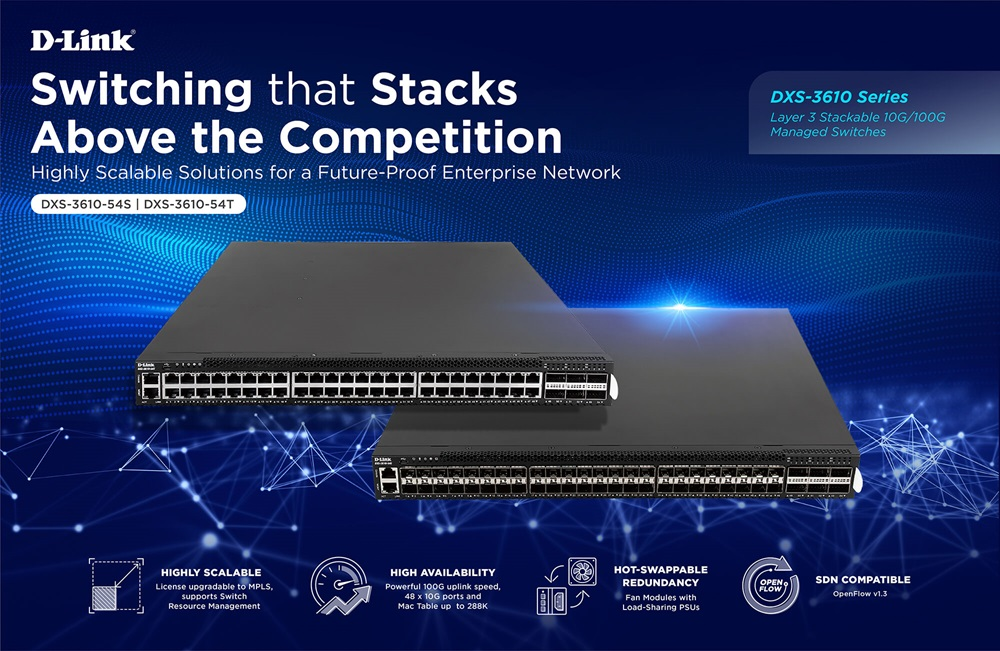 D-Link®
Switching that Stacks
Above the Competition
Highly Scalable Solutions for a Future-Proof Enterprise Network
DXS-3610-54S | DXS-3610-54T
DXS-3610 Series
Layer 3 Stackable 10G/100G
Managed Switches
D-Link
D-Link
HIGHLY SCALABLE
License upgradable to MPLS,
supports Switch
Resource Management
HIGH AVAILABILITY
Powerful 100G uplink speed,
48 x 10G ports and
Mac Table up to 288K
HOT-SWAPPABLE
REDUNDANCY
Fan Modules with
Load-Sharing PSUs
OPEN
FLOW
SDN COMPATIBLE
OpenFlow v1.3